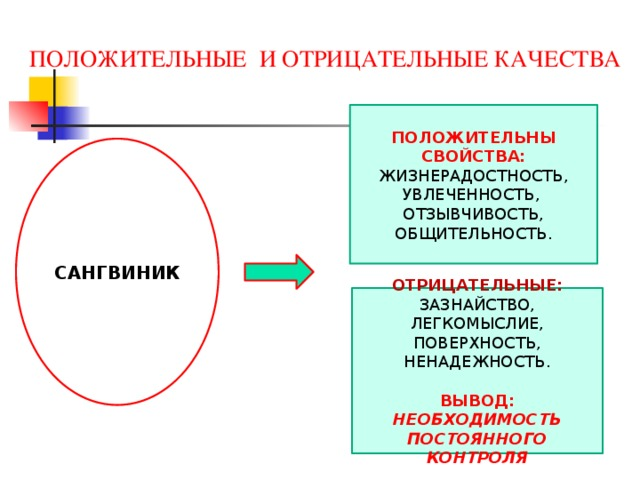 ПОЛОЖИТЕЛЬНЫЕ И ОТРИЦАТЕЛЬНЫЕ КАЧЕСТВА
САНГВИНИК
ПОЛОЖИТЕЛЬНЫ
СВОЙСТВА:
ЖИЗНЕРАДОСТНОСТЬ,
УВЛЕЧЕННОСТЬ,
ОТЗЫВЧИВОСТЬ,
ОБЩИТЕЛЬНОСТЬ.
ОТРИЦАТЕЛЬНЫЕ:
ЗАЗНАЙСТВО,
ЛЕГКОМЫСЛИЕ,
ПОВЕРХНОСТЬ,
НЕНАДЕЖНОСТЬ.
ВЫВОД:
НЕОБХОДИМОСТЬ
ПОСТОЯННОГО
КОНТРОЛЯ